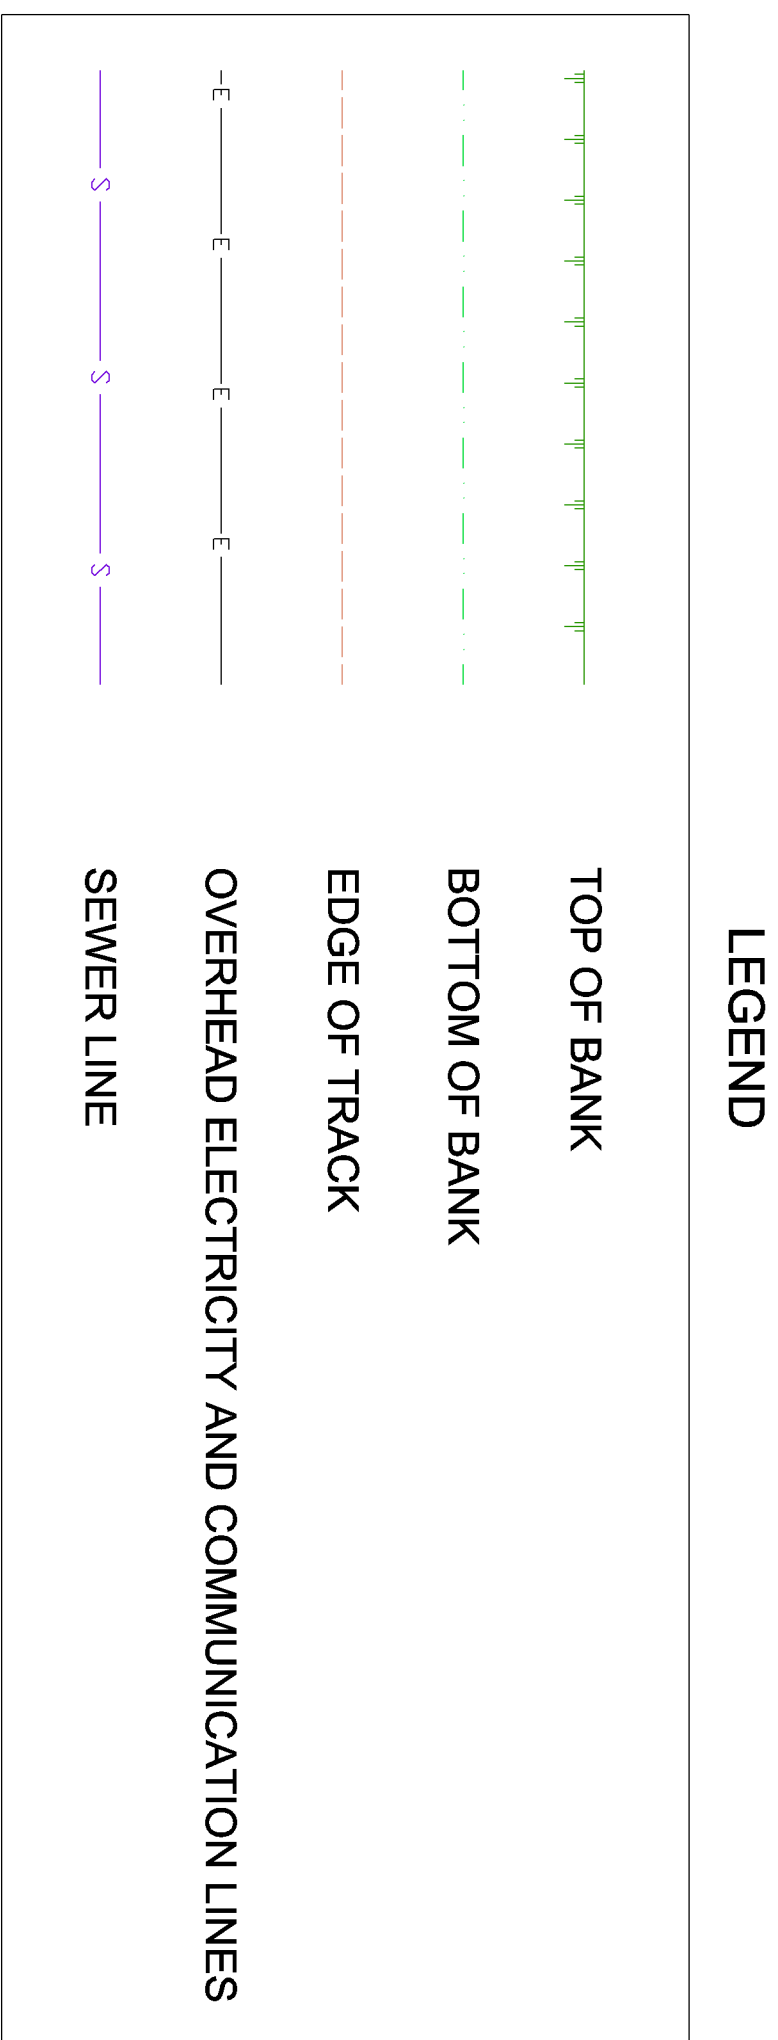 LEGEND
TOP OF BANK
BOTTOM OF BANK
EDGE OF TRACK
E E E E OVERHEAD ELECTRICITY AND COMMUNICATION LINES
S S S SEWER LINE